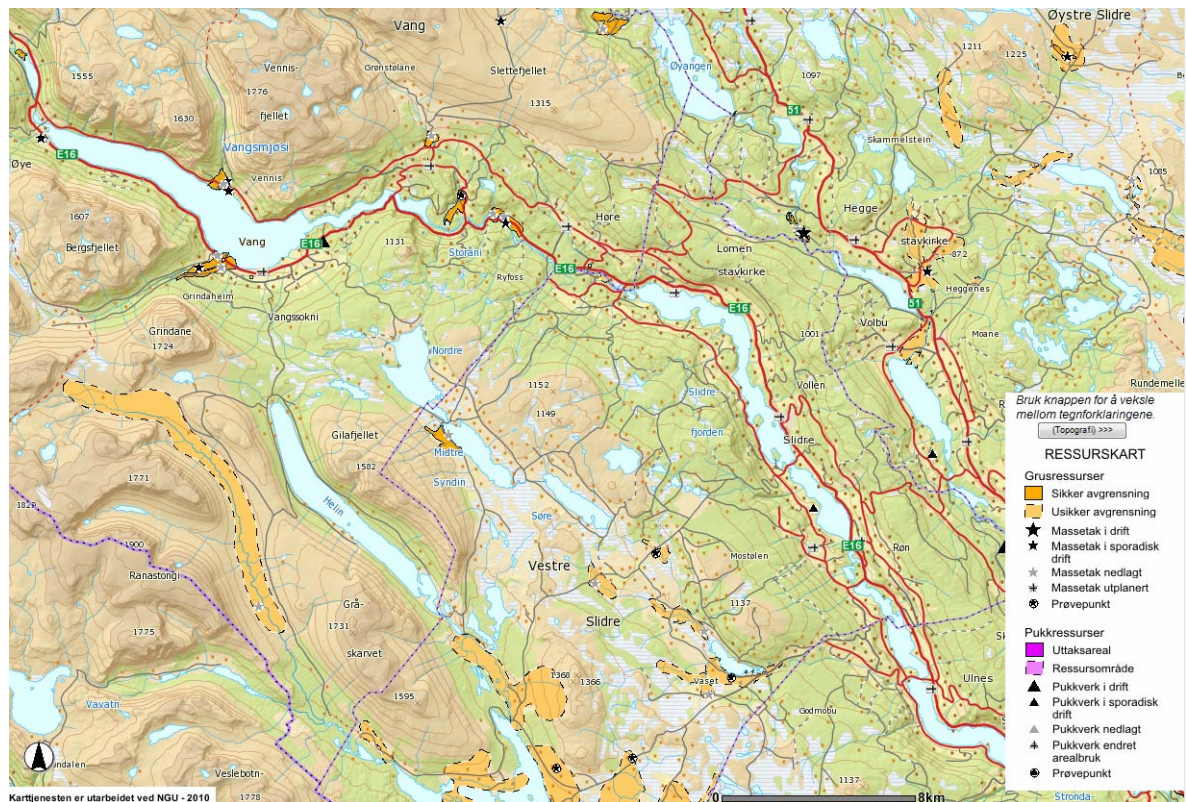 Vang
Øystre Slidre
1555
Vennis-
Grønstølane
Slettefjellet
Øyangen
1211
1225
1776
fjellet
1315
1097
1630
51
Vangsmjøsi
Skammelstein
E16
Øye
Vennis
1085
1607
Hegge
Høre
Bergsfjellet
Vang
E16
1131
Storåni
Lomen
stavkirke
stavkirke
872
Ryfoss
E16
Grindaheim
Heggenes
51
E16
Vangssokni
Grindane
1724
Volbu
Moane
1001
Nordre
Rundemellen
1152
Slidre-
Vollen
1149
fjorden
Gilafjellet
Slidre
1582
Midtre
Syndin
1771
1829
Helin
Søre
1900
E16
Røn
Mostølen
Ranastongi
Vestre
Grå-
1731
skarvet
1137
Slidre
1775
1368
1366
Vaset
Ulnes
1595
Godmobu
Vavatn
Veslebotn-
1778
1137
Stronda-
Bruk knappen for å veksle
mellom tegnforklaringene.
(Topografi) >>>
RESSURSKART
Grusressurser
Sikker avgrensning
Usikker avgrensning
Massetak i drift
Massetak i sporadisk
drift
Massetak nedlagt
Massetak utplanert
Prøvepunkt
Pukkressurser
Uttaksareal
Ressursområde
Pukkverk i drift
Pukkverk i sporadisk
drift
Pukkverk nedlagt
Pukkverk endret
arealbruk
Prøvepunkt
Karttjenesten er utarbeidet ved NGU - 2010
0 8km